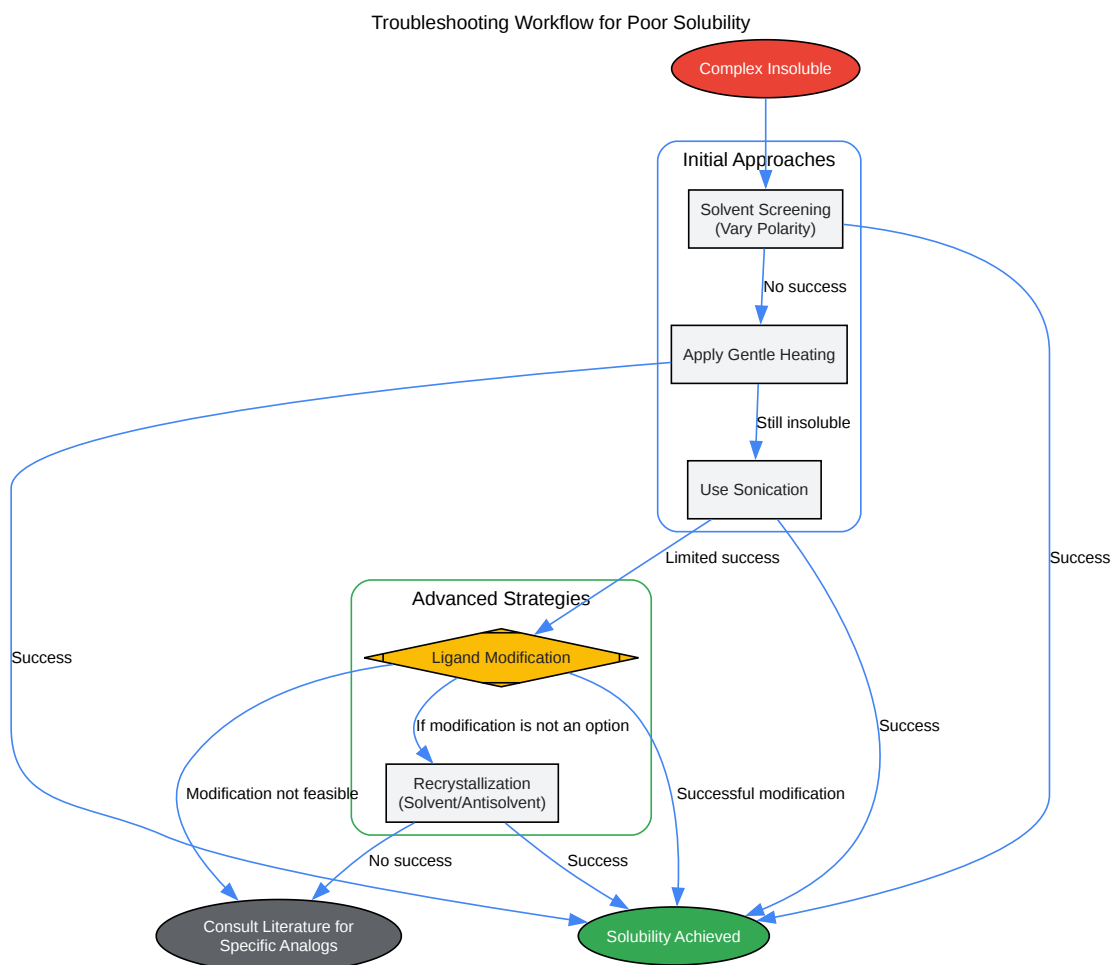 Troubleshooting Workflow for Poor Solubility
Complex Insoluble
Initial Approaches
Solvent Screening
(Vary Polarity)
No success
Apply Gentle Heating
Still insoluble
Use Sonication
Limited success
Success
Advanced Strategies
Success
Ligand Modification
If modification is not an option
Success
Recrystallization
(Solvent/Antisolvent)
Modification not feasible
Successful modification
No success
Success
Consult Literature for
Specific Analogs
Solubility Achieved